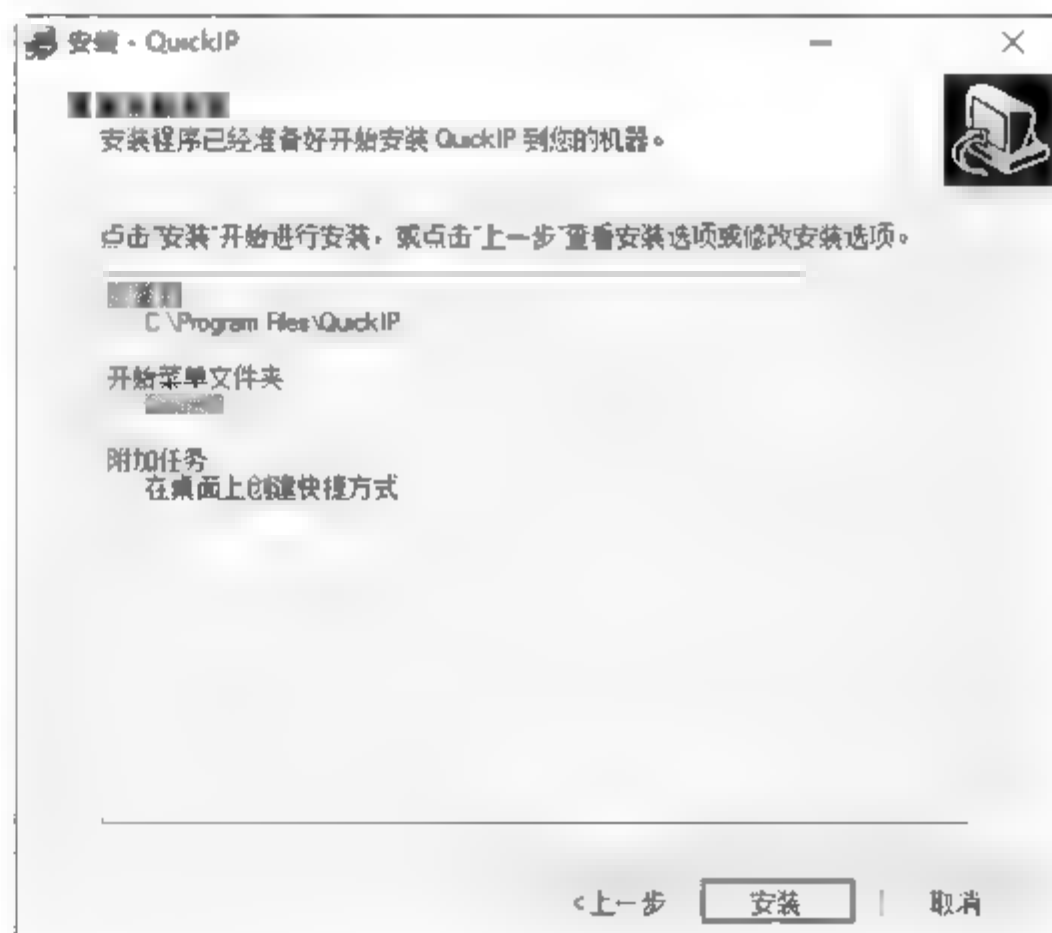 安装 - QuickIP
安装程序已经准备好开始安装 QuickIP 到您的机器。
点击"安装"开始进行安装，或点击"上一步"查看安装选项或修改安装选项。
C:\Program Files\QuickIP
开始菜单文件夹
附加任务
在桌面上创建快捷方式
<上一步 安装 取消